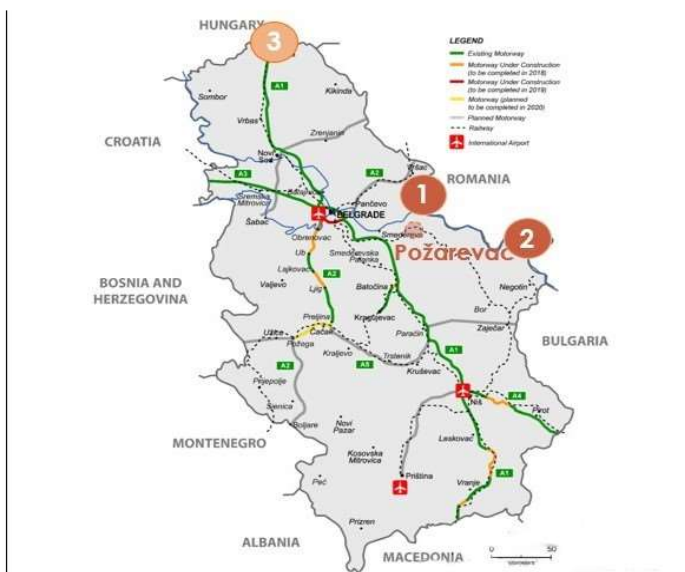 HUNGARY
3
LEGEND
Existing Motorway
Motorway Under Construction
(to be completed in 2018)
Motorway Under Construction
(to be completed in 2019)
Motorway (planned
to be completed in 2020)
Planned Motorway
Railway
International Airport
A1
Sombor
Kikinda
Vrbas
CROATIA
Zrenjanin
Novi
Sad
A2
A3
Vršac
ROMANIA
1
Sremska
Mitrovica
Pančevo
BELGRADE
Šabac
Obrenovac
Smederevo
2
Požarevac
Ub
Smederevska
Palanka
Lajkovac
A2
BOSNIA AND
HERZEGOVINA
Valjevo
Ljig
Batočina
Negotin
Bor
Preljina
Kragujevac
Zaječar
Užice
Čačak
Paraćin
BULGARIA
Požega
Kraljevo
Trstenik
A1
A2
A5
Kruševac
Prijepolje
A4
Niš
Pirot
Sjenica
Boljare
Novi
Pazar
Leskovac
MONTENEGRO
Kosovska
Mitrovica
Peć
Priština
Vranje
A1
Prizren
ALBANIA
MACEDONIA
0
50